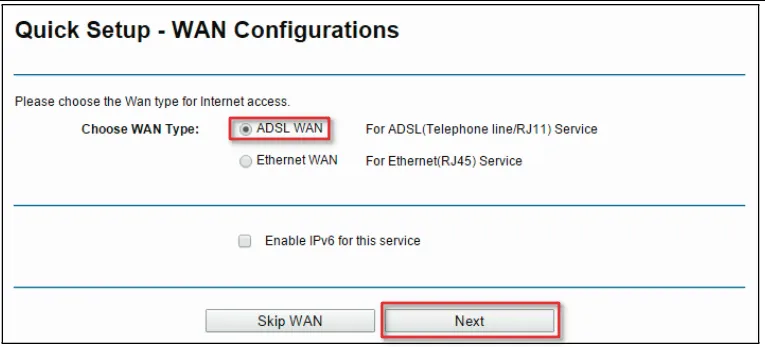 Quick Setup - WAN Configurations
Please choose the Wan type for Internet access.
Choose WAN Type: ADSL WAN For ADSL(Telephone line/RJ11) Service
Ethernet WAN For Ethernet(RJ45) Service
Enable IPv6 for this service
Skip WAN Next